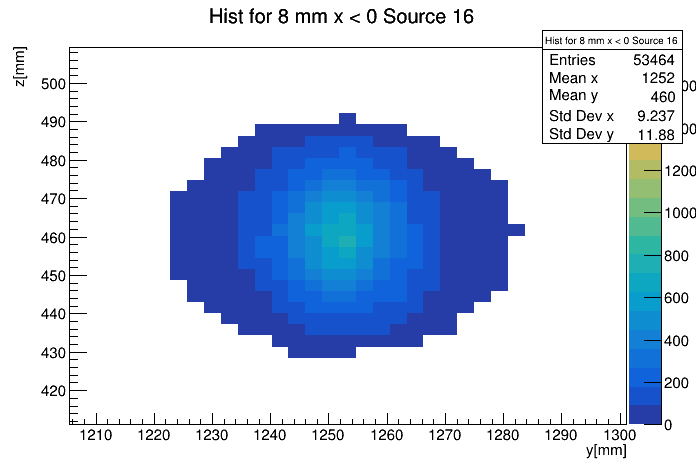 Hist for 8 mm x < 0 Source 16
Hist for 8 mm x < 0 Source 16
Entries 53464
Mean x 1252
Mean y 460
Std Dev x 9.237
Std Dev y 11.88
z[mm]
500
490
480
470
460
450
440
430
420
1210 1220 1230 1240 1250 1260 1270 1280 1290 1300
y[mm]
1200
1000
800
600
400
200
0